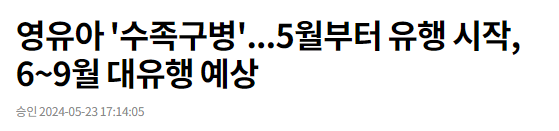 영유아 '수족구병'...5월부터 유행 시작,
6~9월 대유행 예상
승인 2024-05-23 17:14:05